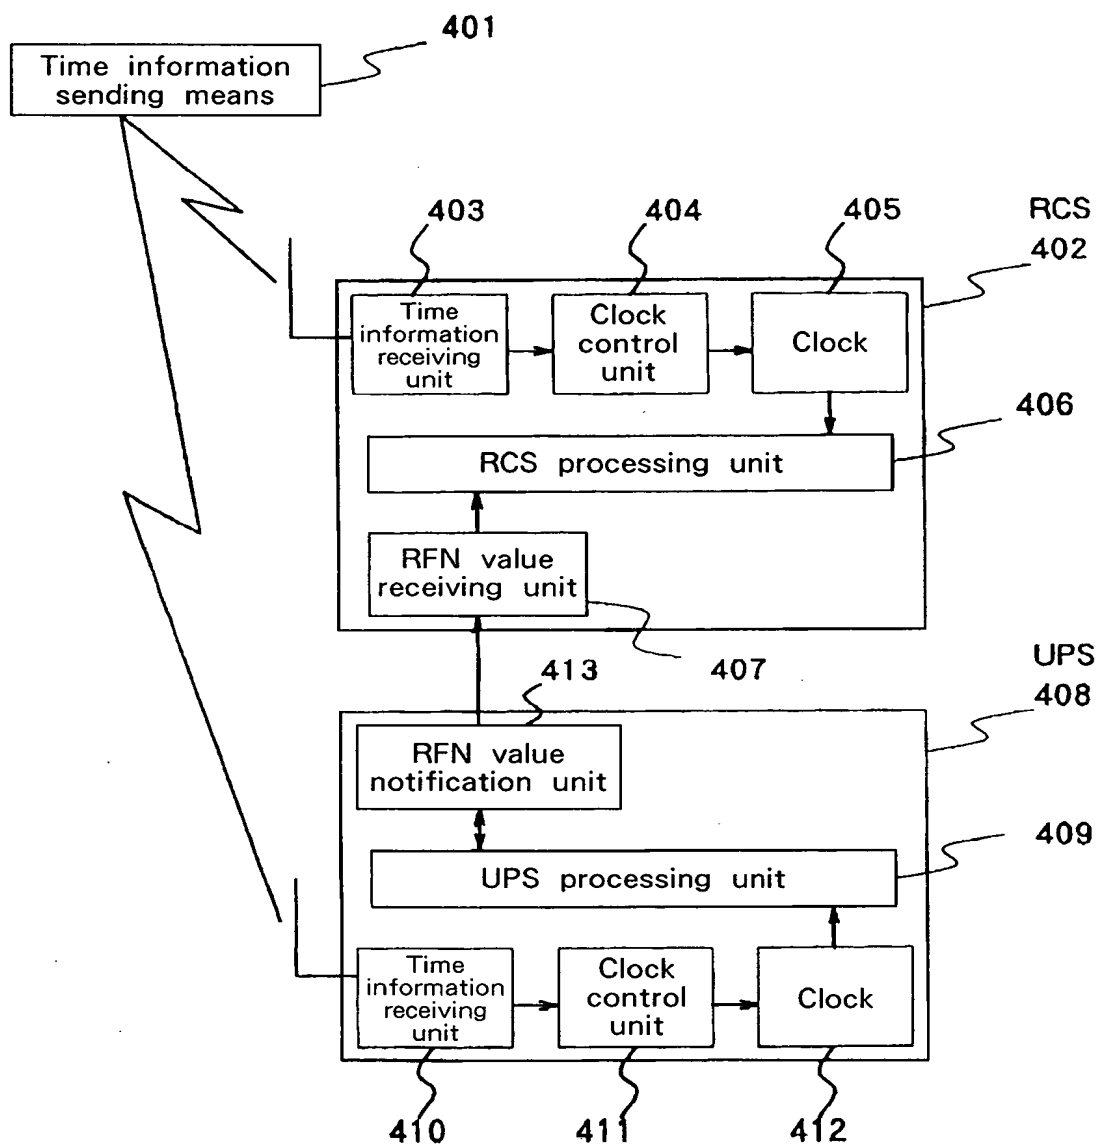 401
Time information
sending means
403
404
405
RCS
402
Time
information
receiving
unit
Clock
control
unit
Clock
406
RCS processing unit
RFN value
receiving unit
407
413
UPS
408
RFN value
notification unit
409
UPS processing unit
Time
information
receiving
unit
Clock
control
unit
Clock
410
411
412